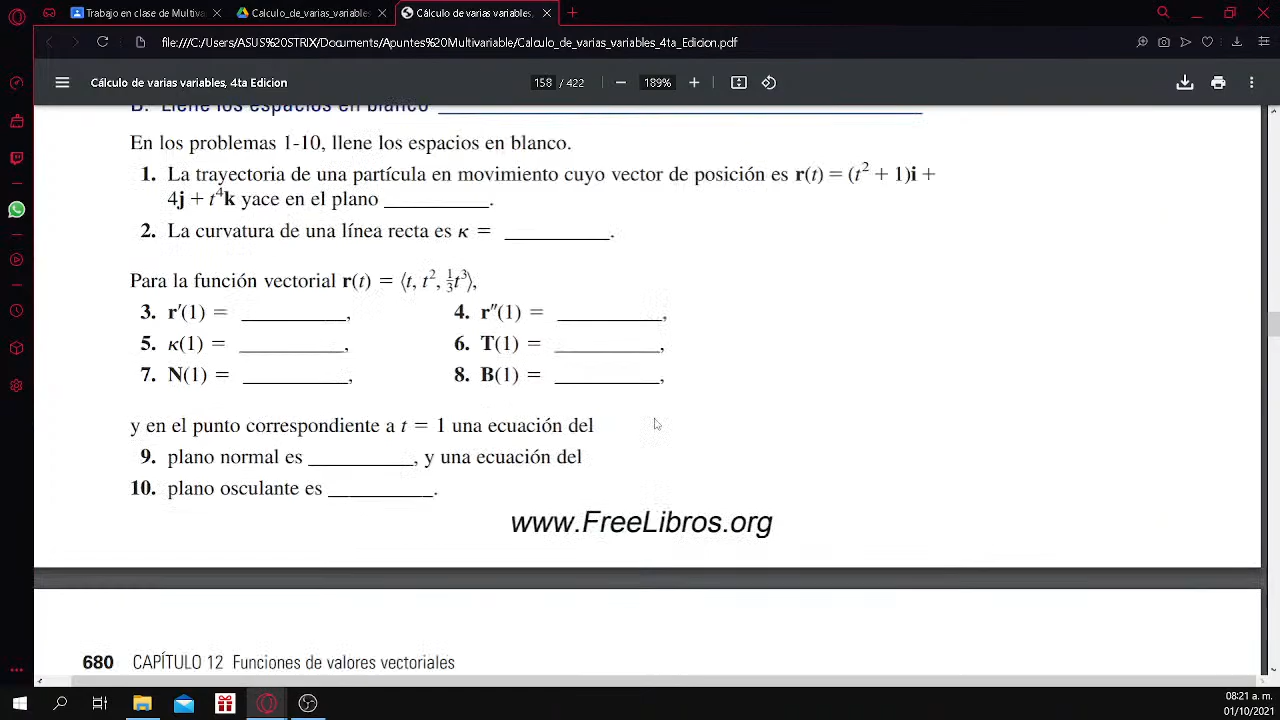 Trabajo en clase de Multiva
Calculo_de_varias_variables_
Cálculo de varias variables,
file:///C:/Users/ASUS%20STRIX/Documents/Apuntes%20Multivariable/Calculo_de_varias_variables_4ta_Edicion.pdf
Cálculo de varias variables, 4ta Edicion
158 / 422
189%
B. Llene los espacios en blanco
En los problemas 1-10, llene los espacios en blanco.
1. La trayectoria de una partícula en movimiento cuyo vector de posición es r(t) = (t² + 1)i +
4j + t⁴k yace en el plano __________.
2. La curvatura de una línea recta es κ = __________.
Para la función vectorial r(t) = ⟨t, t², ⅓t³⟩,
3. r′(1) = __________, 4. r″(1) = __________,
5. κ(1) = __________, 6. T(1) = __________,
7. N(1) = __________, 8. B(1) = __________,
y en el punto correspondiente a t = 1 una ecuación del
9. plano normal es __________, y una ecuación del
10. plano osculante es __________.
www.FreeLibros.org
680 CAPÍTULO 12 Funciones de valores vectoriales
08:21 a. m.
01/10/2021